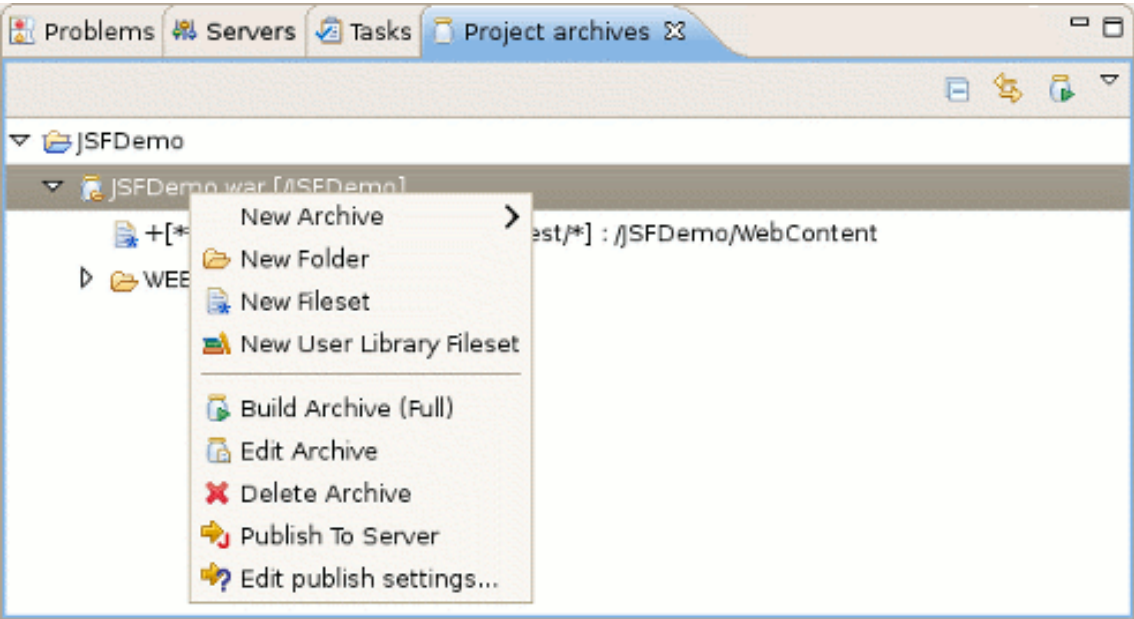 Problems Servers Tasks Project archives
JSFDemo
JSFDemo.war [/JSFDemo]
New Archive
+[* est/*] : /JSFDemo/WebContent
New Folder
WEB
New Fileset
New User Library Fileset
Build Archive (Full)
Edit Archive
Delete Archive
Publish To Server
Edit publish settings...